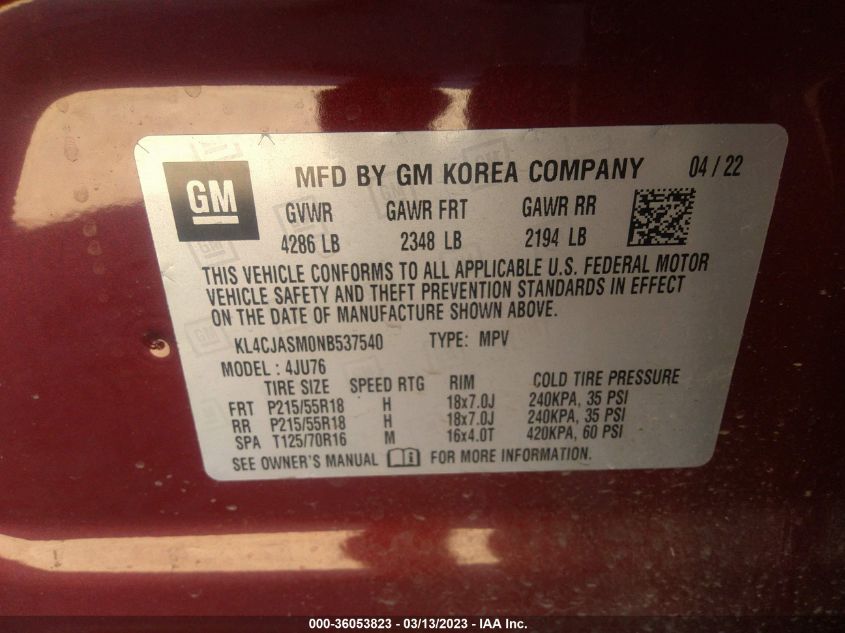 GM
MFD BY GM KOREA COMPANY 04 / 22
GVWR GAWR FRT GAWR RR
4286 LB 2348 LB 2194 LB
THIS VEHICLE CONFORMS TO ALL APPLICABLE U.S. FEDERAL MOTOR
VEHICLE SAFETY AND THEFT PREVENTION STANDARDS IN EFFECT
ON THE DATE OF MANUFACTURE SHOWN ABOVE.
KL4CJASM0NB537540 TYPE: MPV
MODEL : 4JU76
TIRE SIZE SPEED RTG RIM COLD TIRE PRESSURE
FRT P215/55R18 H 18x7.0J 240KPA, 35 PSI
RR P215/55R18 H 18x7.0J 240KPA, 35 PSI
SPA T125/70R16 M 16x4.0T 420KPA, 60 PSI
SEE OWNER'S MANUAL i FOR MORE INFORMATION.
000-36053823 - 03/13/2023 - IAA Inc.